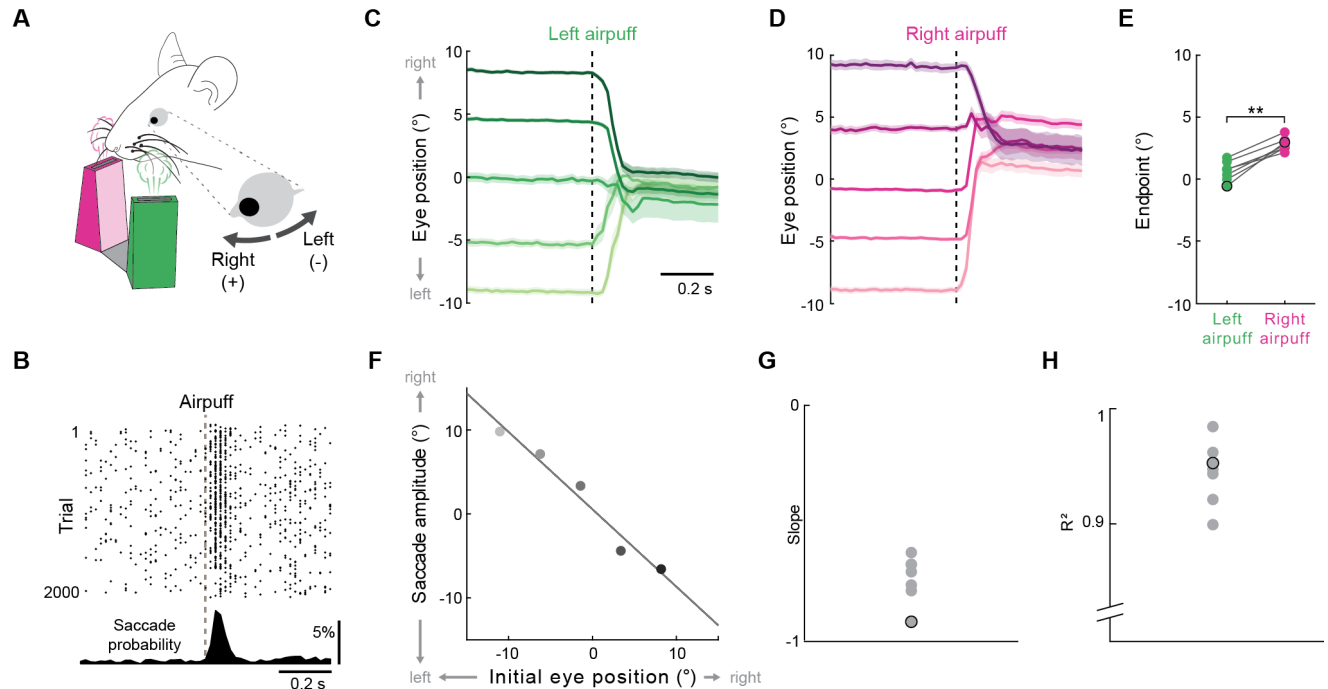 A
Right
(+)
Left
(-)
B
Airpuff
1
Trial
2000
Saccade
probability
5%
0.2 s
C
Left airpuff
10
right
5
0
-5
left
-10
Eye position (°)
0.2 s
D
Right airpuff
10
5
0
-5
-10
Eye position (°)
E
**
10
5
0
-5
-10
Endpoint (°)
Left
airpuff
Right
airpuff
F
right
10
0
-10
left
Saccade amplitude (°)
-10
0
10
left
Initial eye position (°)
right
G
0
Slope
-1
H
1
R²
0.9